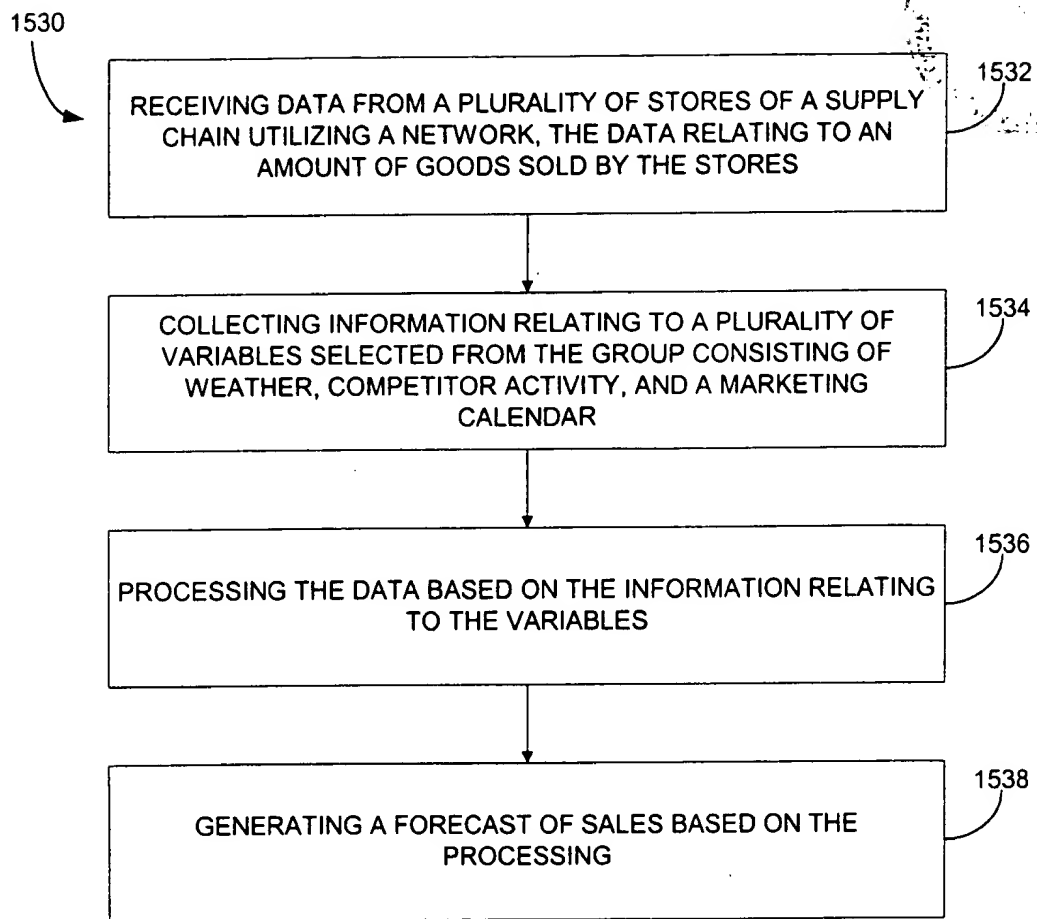 1530
1532
RECEIVING DATA FROM A PLURALITY OF STORES OF A SUPPLY
CHAIN UTILIZING A NETWORK, THE DATA RELATING TO AN
AMOUNT OF GOODS SOLD BY THE STORES
1534
COLLECTING INFORMATION RELATING TO A PLURALITY OF
VARIABLES SELECTED FROM THE GROUP CONSISTING OF
WEATHER, COMPETITOR ACTIVITY, AND A MARKETING
CALENDAR
1536
PROCESSING THE DATA BASED ON THE INFORMATION RELATING
TO THE VARIABLES
1538
GENERATING A FORECAST OF SALES BASED ON THE
PROCESSING